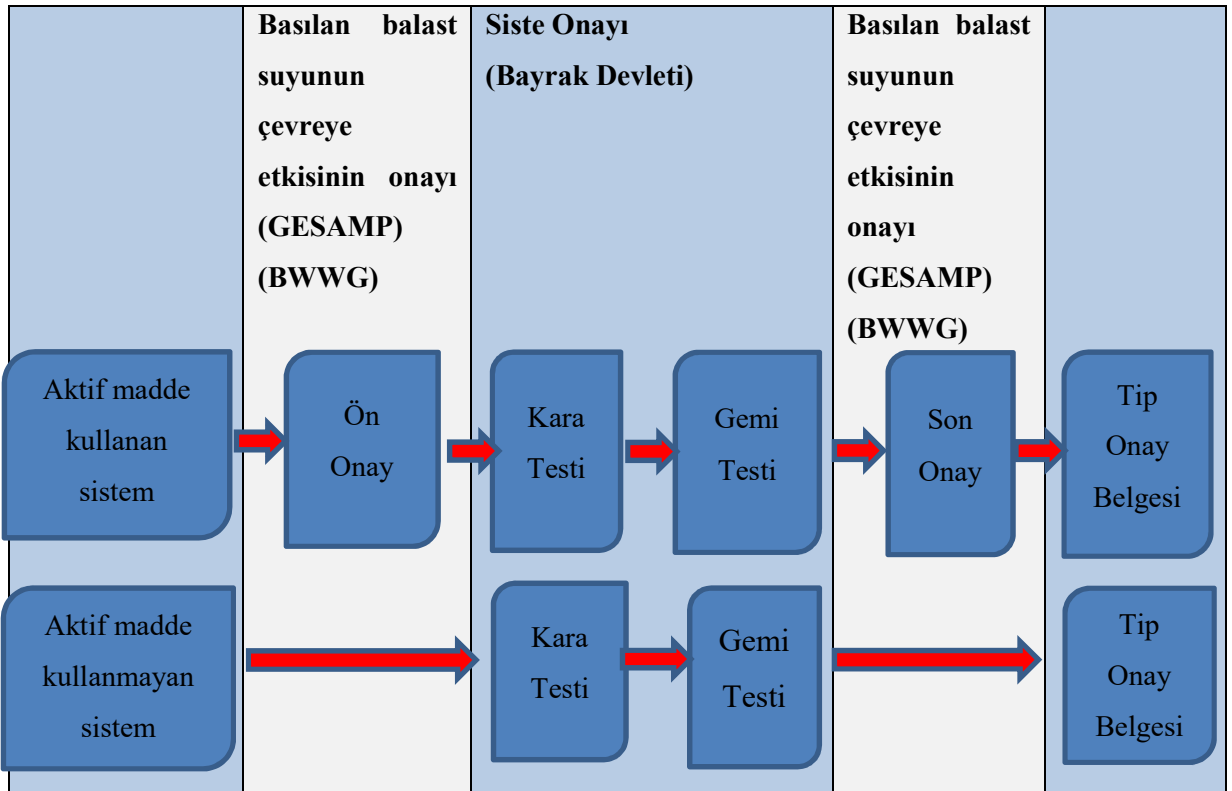 Basılan balast
suyunun
çevreye
etkisinin onayı
(GESAMP)
(BWWG)
Siste Onayı
(Bayrak Devleti)
Basılan balast
suyunun
çevreye
etkisinin
onayı
(GESAMP)
(BWWG)
Aktif madde
kullanan
sistem
Ön
Onay
Kara
Testi
Gemi
Testi
Son
Onay
Tip
Onay
Belgesi
Aktif madde
kullanmayan
sistem
Kara
Testi
Gemi
Testi
Tip
Onay
Belgesi